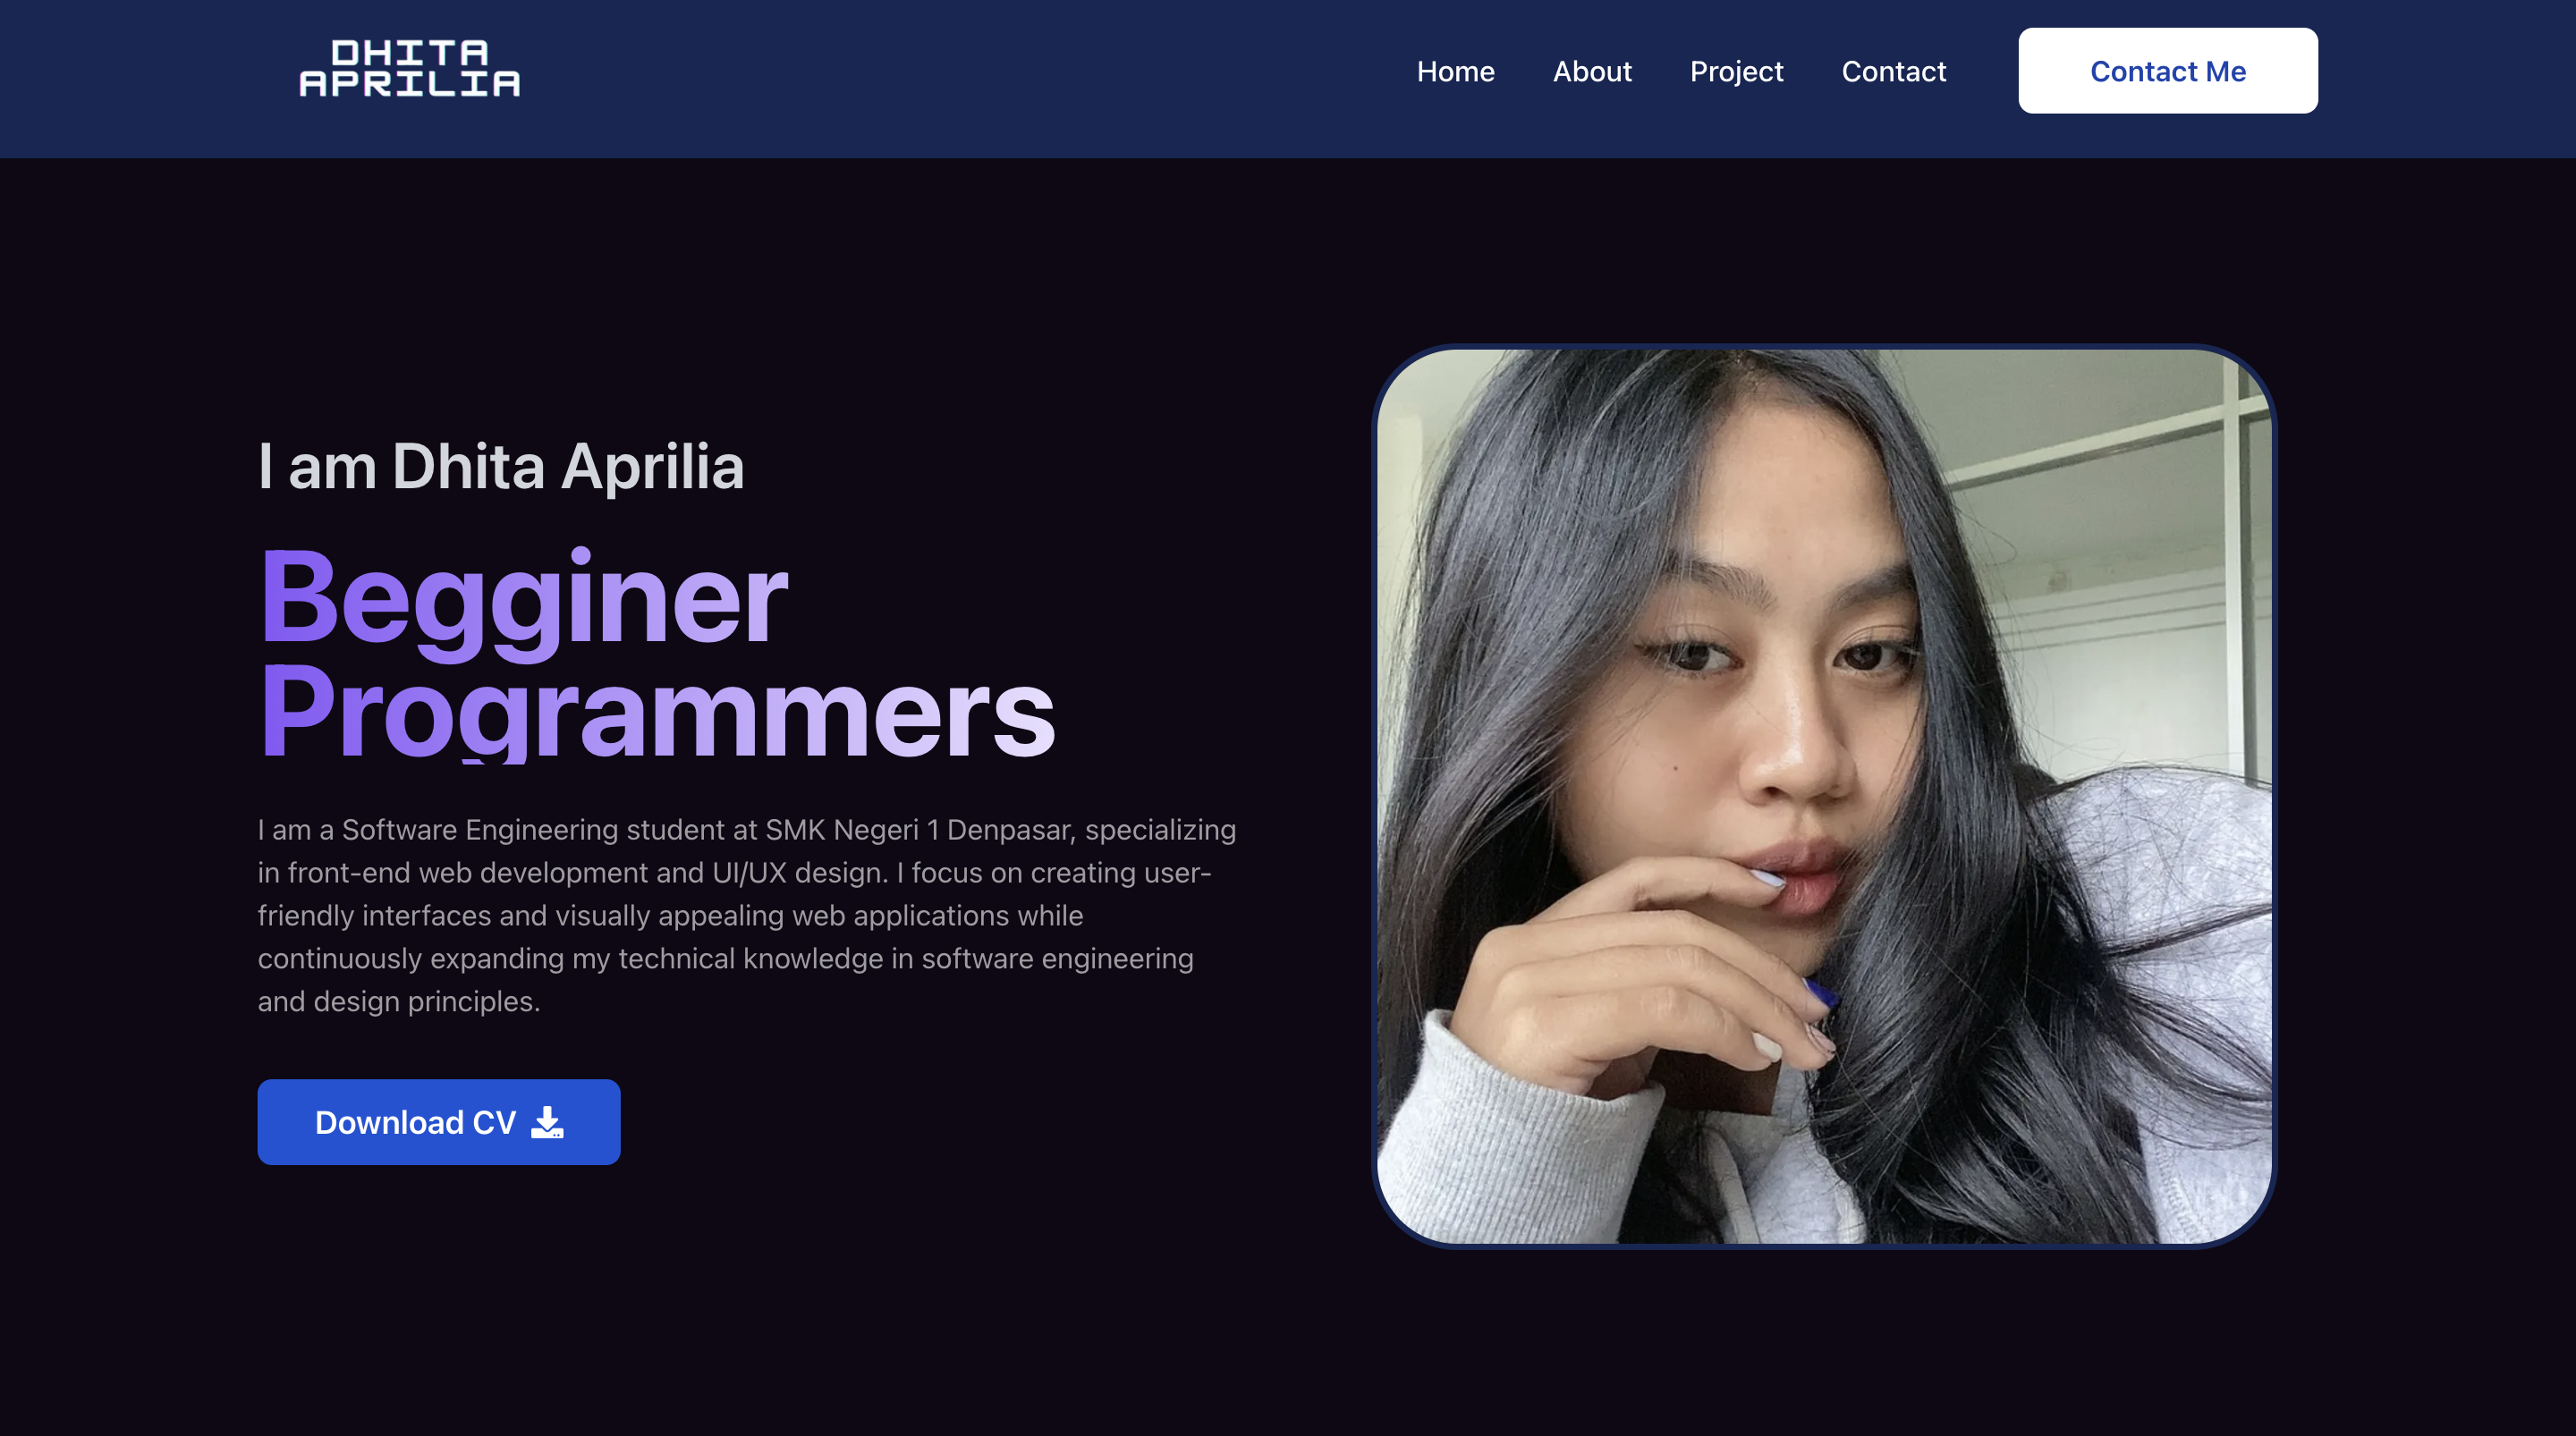 DHITA
APRILIA
Home
About
Project
Contact
Contact Me
I am Dhita Aprilia
Begginer
Programmers
I am a Software Engineering student at SMK Negeri 1 Denpasar, specializing
in front-end web development and UI/UX design. I focus on creating user-
friendly interfaces and visually appealing web applications while
continuously expanding my technical knowledge in software engineering
and design principles.
Download CV